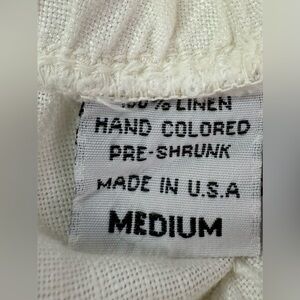 100% LINEN
HAND COLORED
PRE-SHRUNK
MADE IN U.S.A
MEDIUM